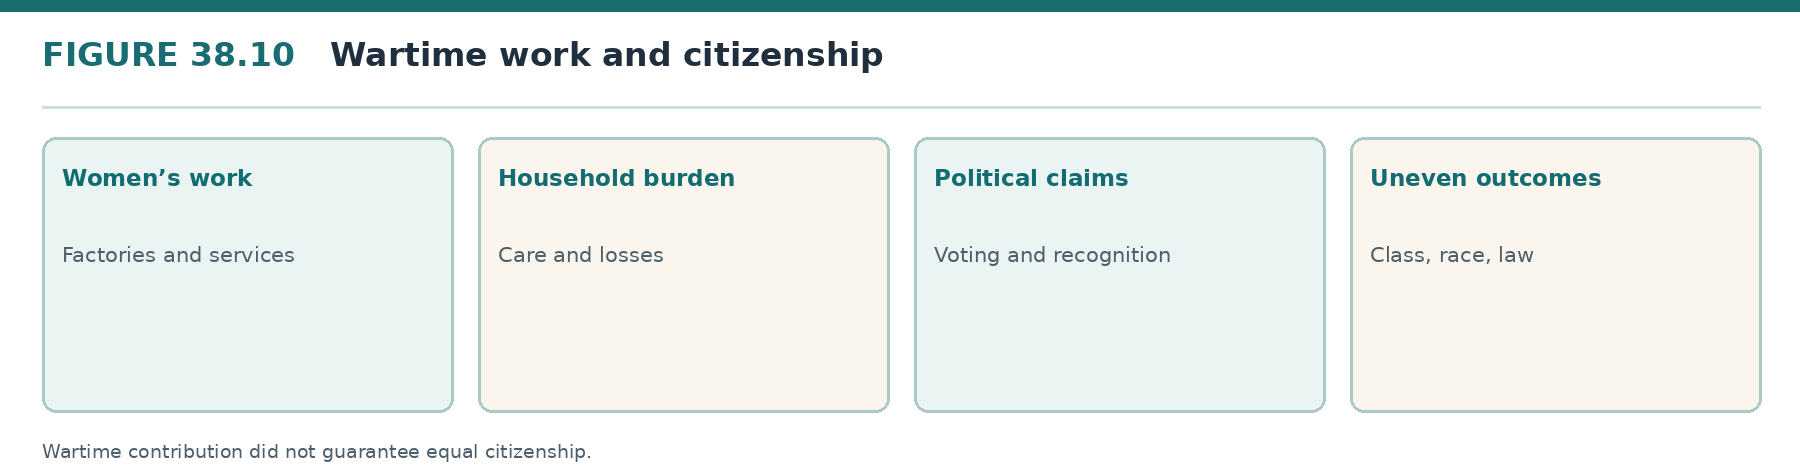 FIGURE 38.10 Wartime work and citizenship
Women’s work
Factories and services
Household burden
Care and losses
Political claims
Voting and recognition
Uneven outcomes
Class, race, law
Wartime contribution did not guarantee equal citizenship.